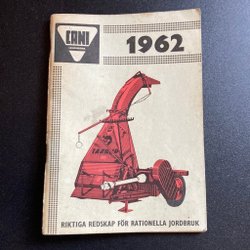 CANI
1962
RIKTIGA REDSKAP FÖR RATIONELLA JORDBRUK